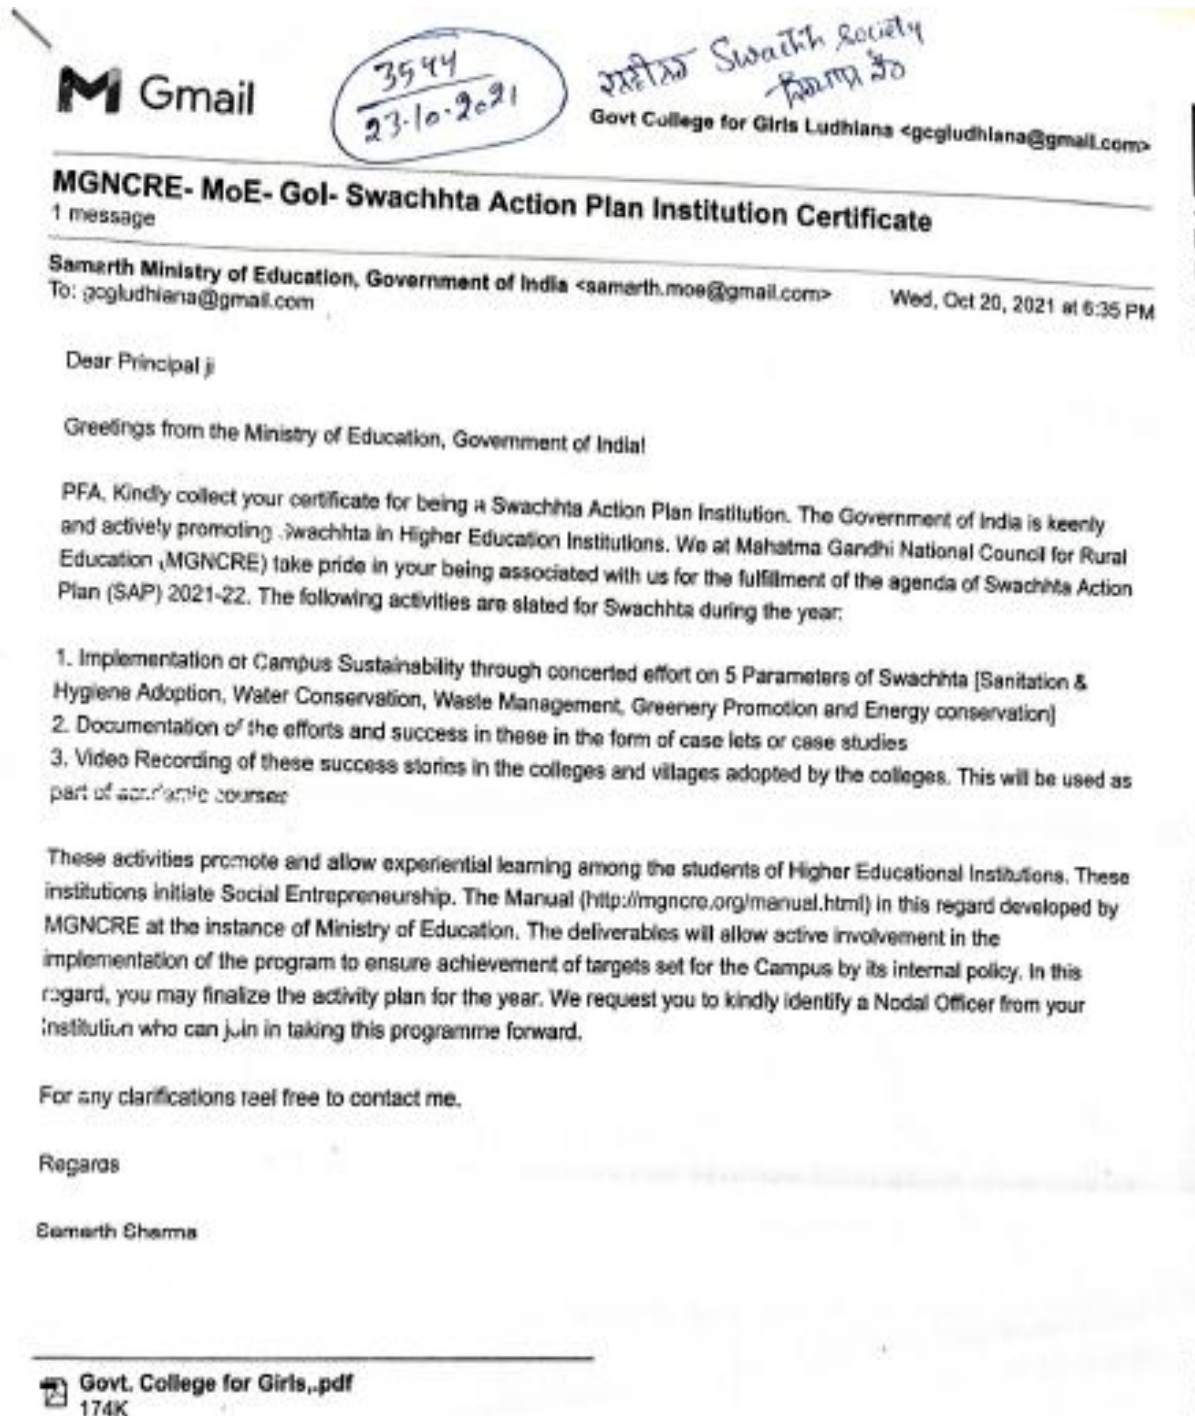 M Gmail
3544
23-10-2021
Swachh Society
Govt College for Girls Ludhiana <gcgludhiana@gmail.com>
MGNCRE- MoE- GoI- Swachhta Action Plan Institution Certificate
1 message
Samarth Ministry of Education, Government of India <samarth.moe@gmail.com>
Wed, Oct 20, 2021 at 6:35 PM
To: gcgludhiana@gmail.com
Dear Principal ji
Greetings from the Ministry of Education, Government of India!
PFA. Kindly collect your certificate for being a Swachhta Action Plan Institution. The Government of India is keenly
and actively promoting Swachhta in Higher Education Institutions. We at Mahatma Gandhi National Council for Rural
Education (MGNCRE) take pride in your being associated with us for the fulfillment of the agenda of Swachhta Action
Plan (SAP) 2021-22. The following activities are slated for Swachhta during the year:
1. Implementation of Campus Sustainability through concerted effort on 5 Parameters of Swachhta [Sanitation &
Hygiene Adoption, Water Conservation, Waste Management, Greenery Promotion and Energy conservation]
2. Documentation of the efforts and success in these in the form of case lets or case studies
3. Video Recording of these success stories in the colleges and villages adopted by the colleges. This will be used as
part of academic courses
These activities promote and allow experiential learning among the students of Higher Educational Institutions. These
institutions initiate Social Entrepreneurship. The Manual (http://mgncre.org/manual.html) in this regard developed by
MGNCRE at the instance of Ministry of Education. The deliverables will allow active involvement in the
implementation of the program to ensure achievement of targets set for the Campus by its internal policy. In this
regard, you may finalize the activity plan for the year. We request you to kindly identify a Nodal Officer from your
institution who can join in taking this programme forward.
For any clarifications feel free to contact me.
Regards
Samarth Sharma
Govt. College for Girls,.pdf
174K